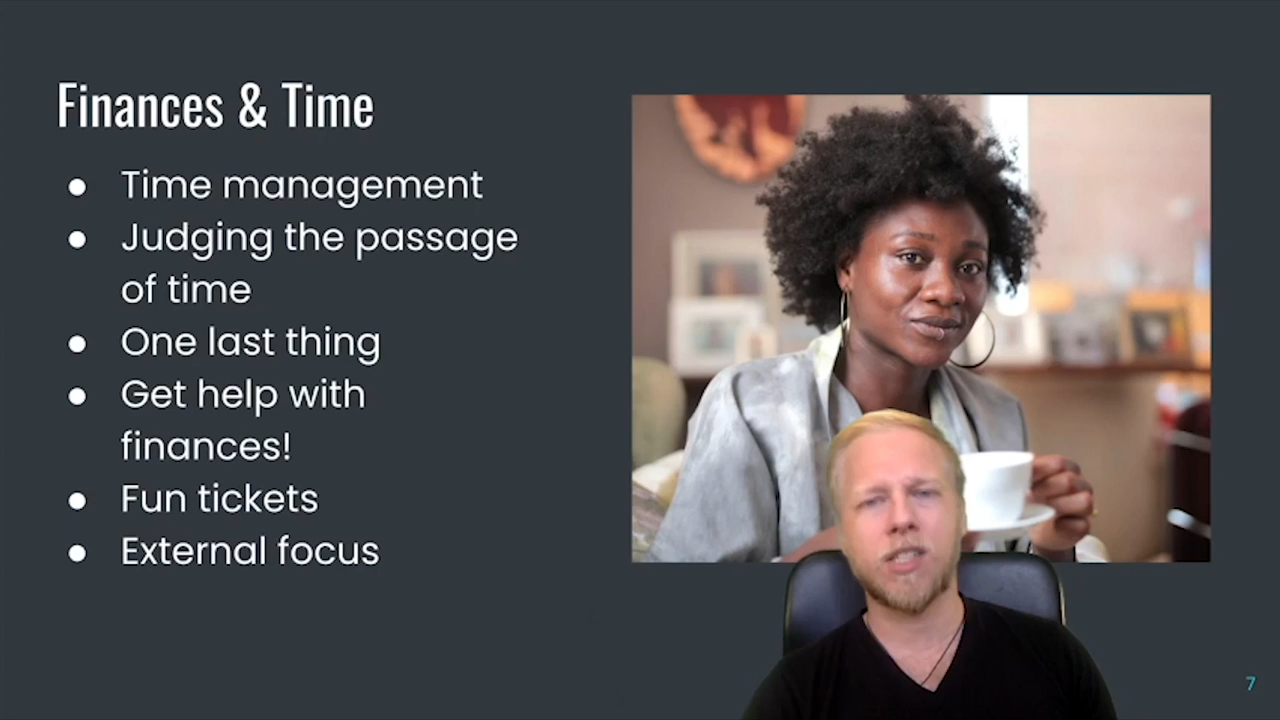 Finances & Time
● Time management
● Judging the passage
of time
● One last thing
● Get help with
finances!
● Fun tickets
● External focus
7